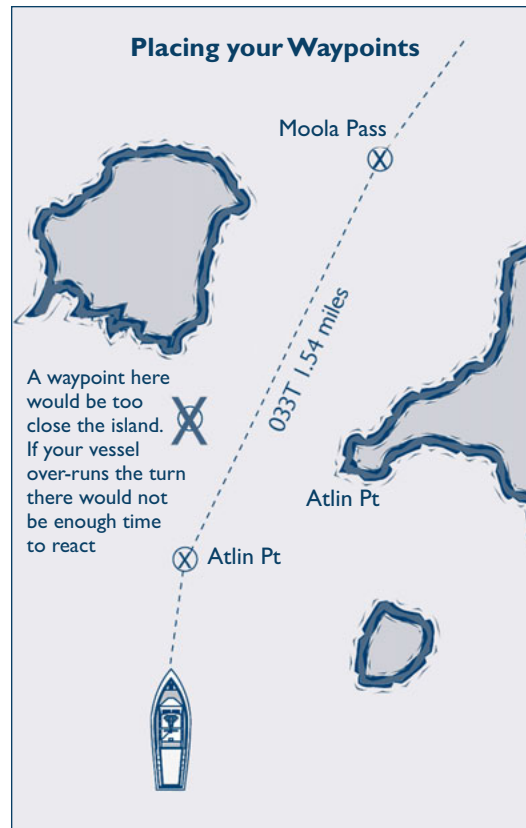 Placing your Waypoints
Moola Pass
033T 1.54 miles
A waypoint here
would be too
close the island.
If your vessel
over-runs the turn
there would not
be enough time
to react
Atlin Pt
Atlin Pt